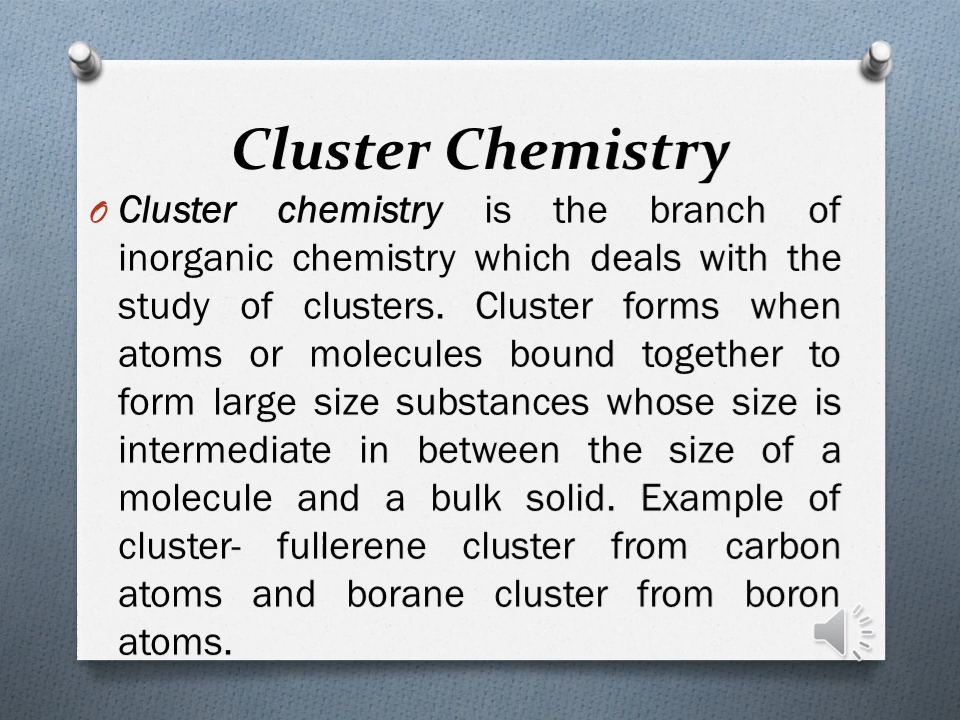 Cluster Chemistry
Cluster chemistry is the branch of
inorganic chemistry which deals with the
study of clusters. Cluster forms when
atoms or molecules bound together to
form large size substances whose size is
intermediate in between the size of a
molecule and a bulk solid. Example of
cluster- fullerene cluster from carbon
atoms and borane cluster from boron
atoms.